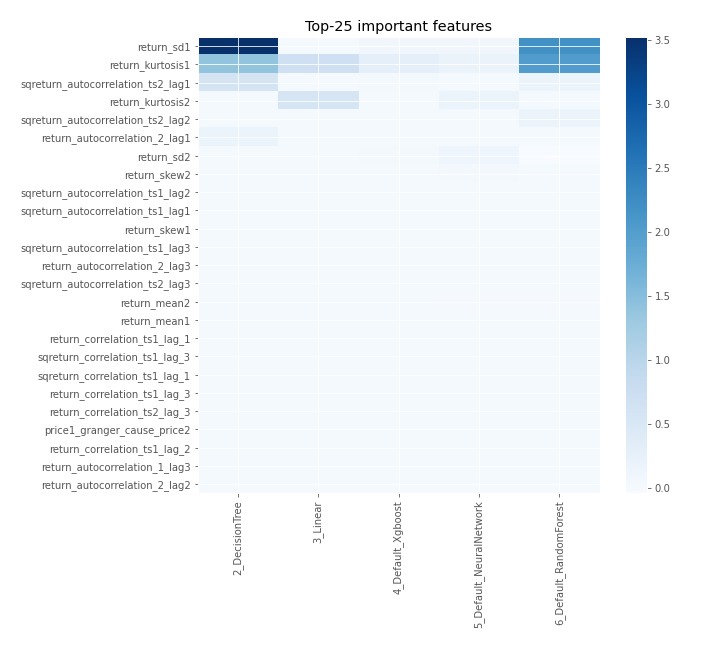 Top-25 important features
return_sd1
return_kurtosis1
sqreturn_autocorrelation_ts2_lag1
return_kurtosis2
sqreturn_autocorrelation_ts2_lag2
return_autocorrelation_2_lag1
return_sd2
return_skew2
sqreturn_autocorrelation_ts1_lag2
sqreturn_autocorrelation_ts1_lag1
return_skew1
sqreturn_autocorrelation_ts1_lag3
return_autocorrelation_2_lag3
sqreturn_autocorrelation_ts2_lag3
return_mean2
return_mean1
return_correlation_ts1_lag_1
sqreturn_correlation_ts1_lag_3
sqreturn_correlation_ts1_lag_1
return_correlation_ts1_lag_3
return_correlation_ts2_lag_3
price1_granger_cause_price2
return_correlation_ts1_lag_2
return_autocorrelation_1_lag3
return_autocorrelation_2_lag2
2_DecisionTree
3_Linear
4_Default_Xgboost
5_Default_NeuralNetwork
6_Default_RandomForest
3.5
3.0
2.5
2.0
1.5
1.0
0.5
0.0